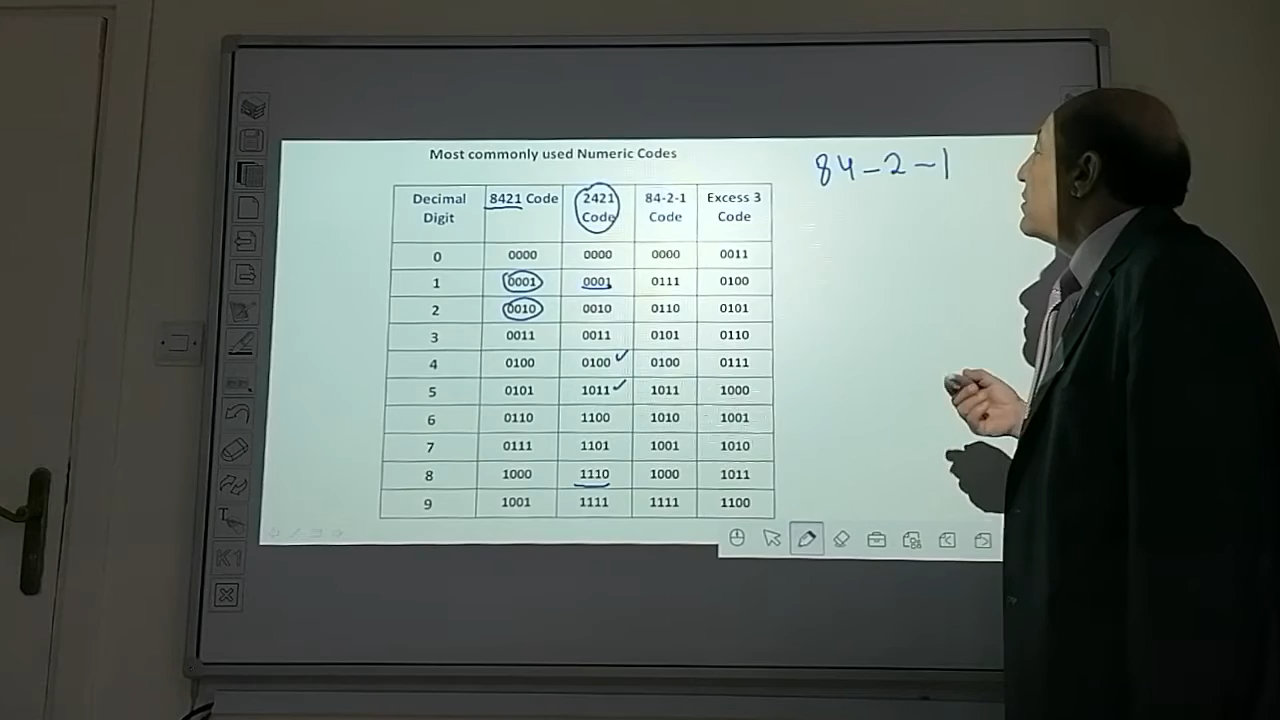 Most commonly used Numeric Codes
84-2-1
Decimal Digit 8421 Code 2421 Code 84-2-1 Code Excess 3 Code
0 0000 0000 0000 0011
1 0001 0001 0111 0100
2 0010 0010 0110 0101
3 0011 0011 0101 0110
4 0100 0100 0100 0111
5 0101 1011 1011 1000
6 0110 1100 1010 1001
7 0111 1101 1001 1010
8 1000 1110 1000 1011
9 1001 1111 1111 1100
K1